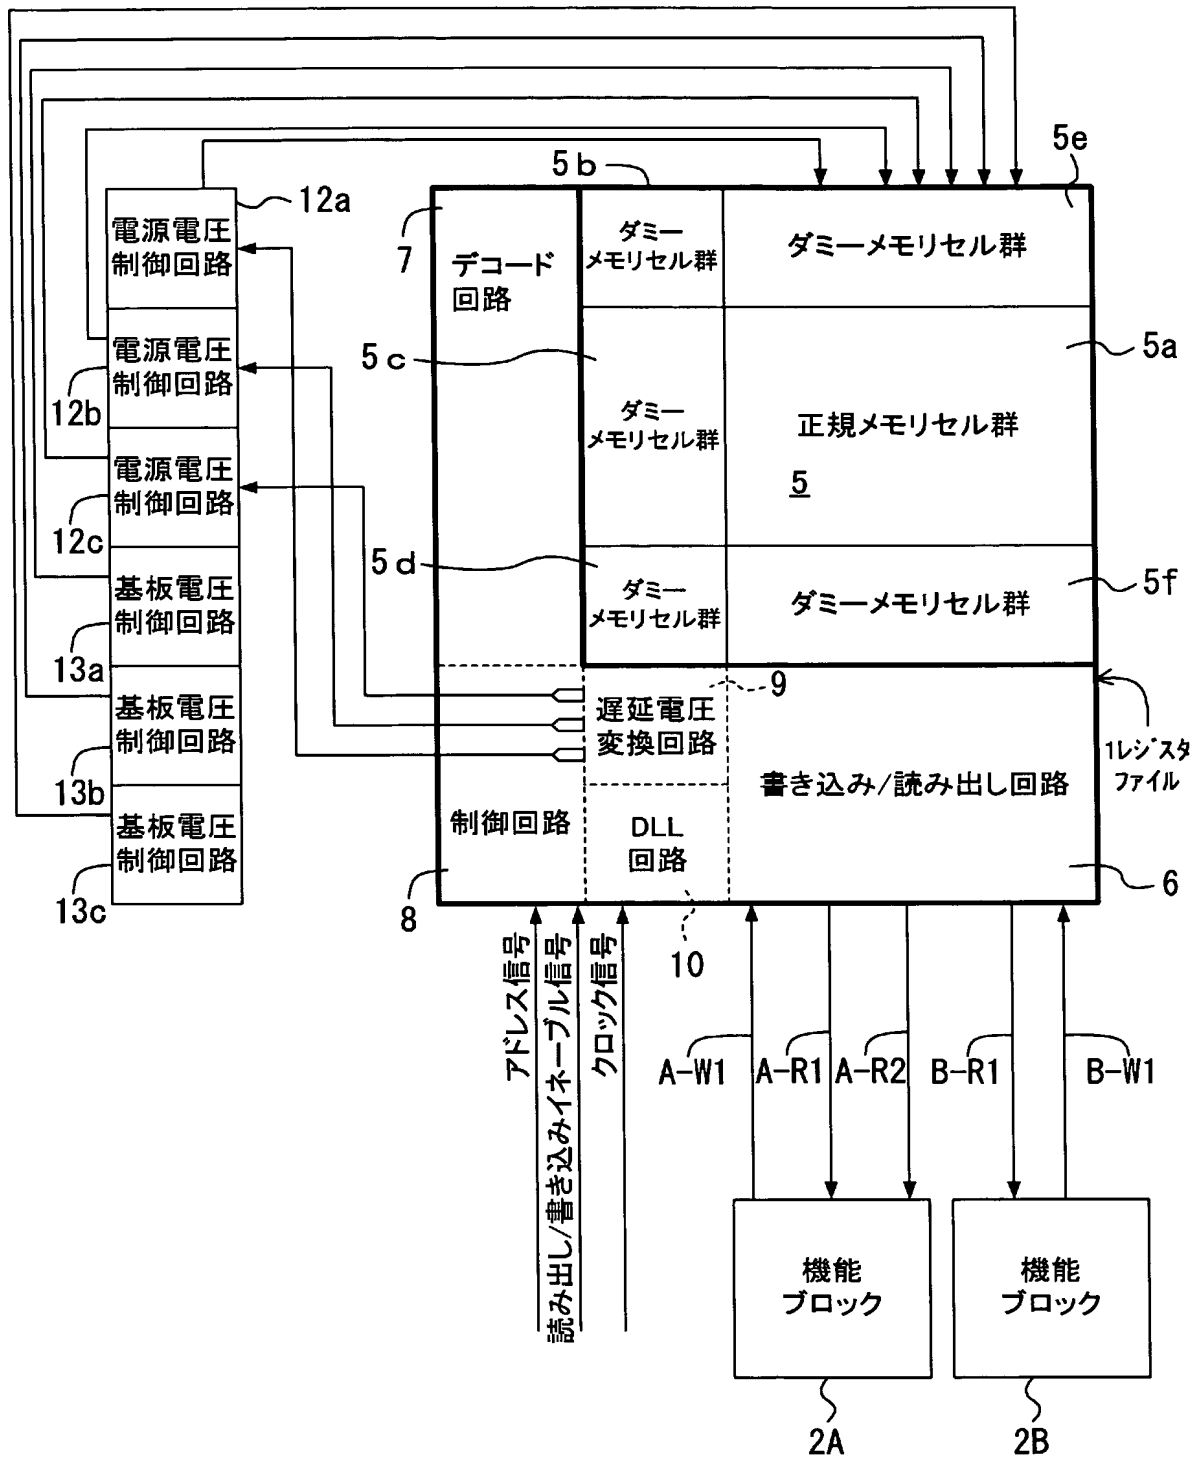 5e
12a
5b
7
電源電圧
制御回路
ダミー
メモリセル群
ダミーメモリセル群
デコード
回路
5c
5a
電源電圧
制御回路
12b
ダミー
メモリセル群
正規メモリセル群
5
電源電圧
制御回路
12c
5d
5f
基板電圧
制御回路
13a
ダミー
メモリセル群
ダミーメモリセル群
9
基板電圧
制御回路
13b
遅延電圧
変換回路
1レジスタ
ファイル
書き込み/読み出し回路
基板電圧
制御回路
13c
制御回路
DLL
回路
8
10
6
アドレス信号
読み出し/書き込みイネーブル信号
クロック信号
A-W1
A-R1
A-R2
B-R1
B-W1
機能
ブロック
機能
ブロック
2A
2B